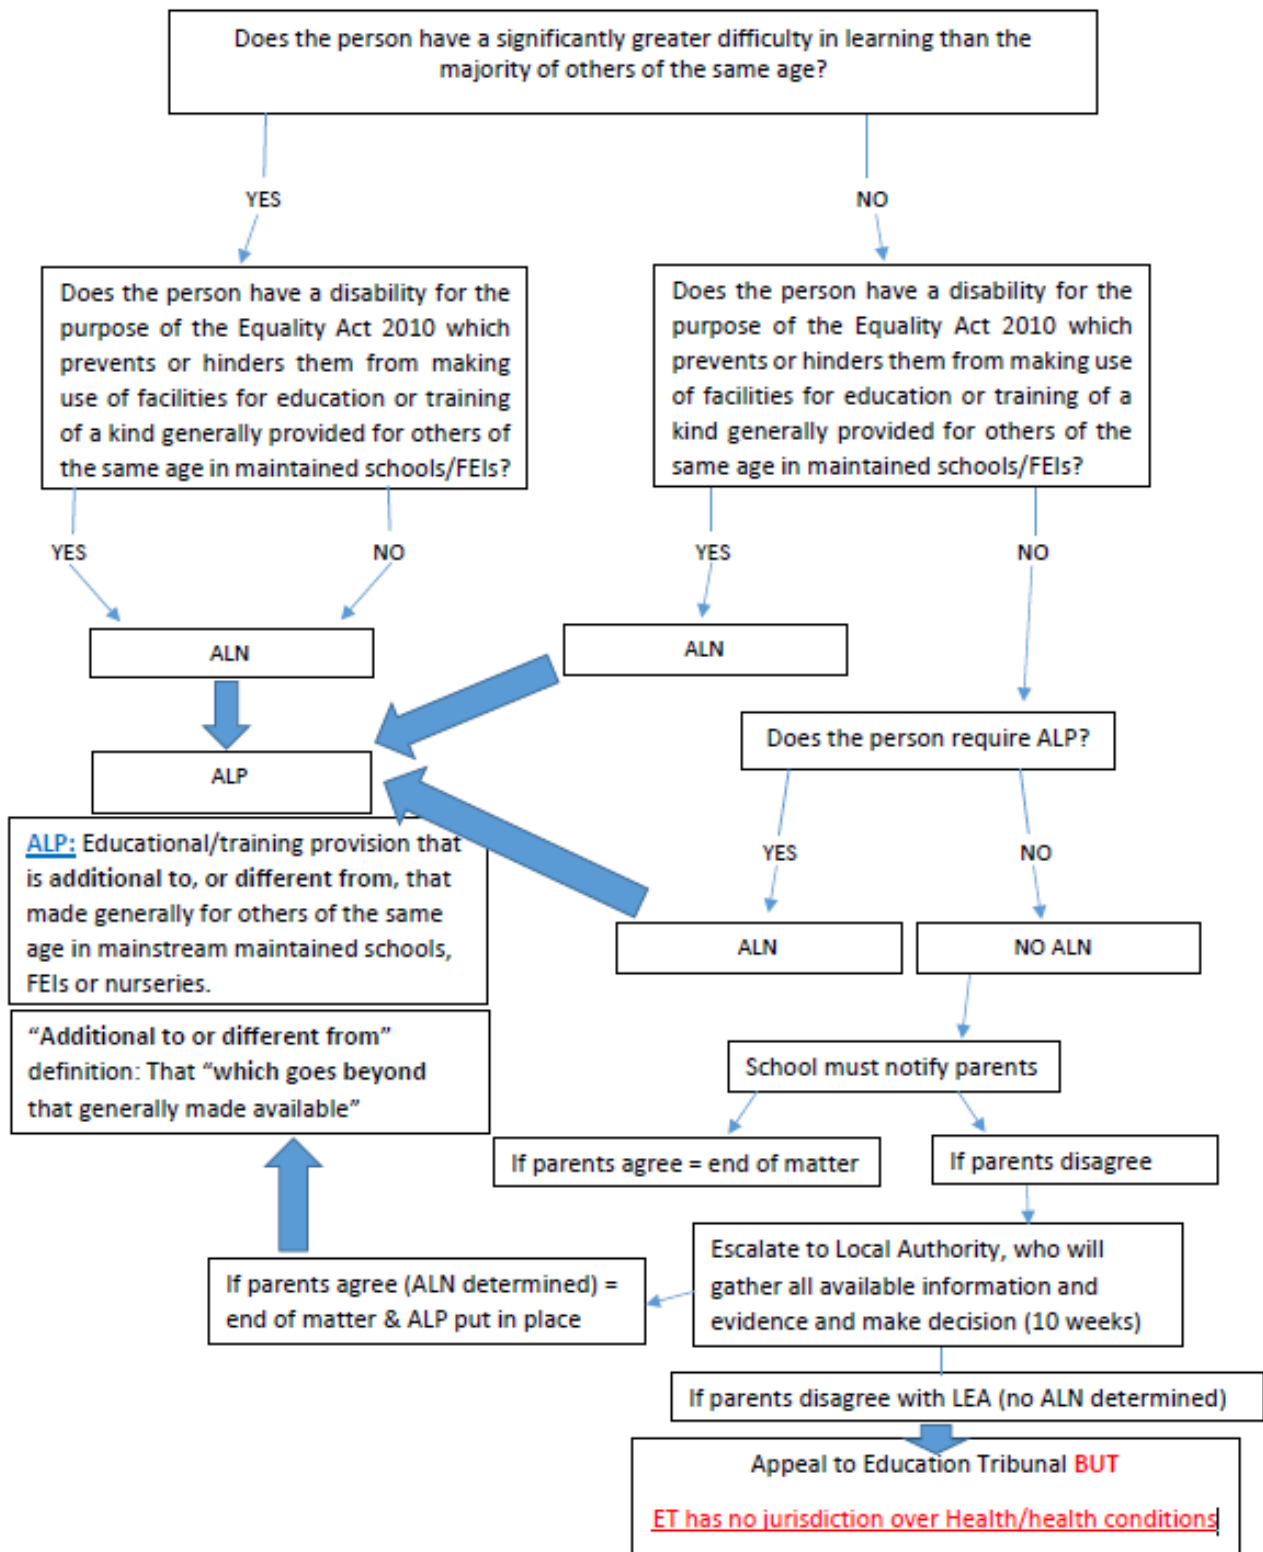 Does the person have a significantly greater difficulty in learning than the
majority of others of the same age?
YES
NO
Does the person have a disability for the
purpose of the Equality Act 2010 which
prevents or hinders them from making
use of facilities for education or training
of a kind generally provided for others of
the same age in maintained schools/FEIs?
Does the person have a disability for the
purpose of the Equality Act 2010 which
prevents or hinders them from making use
of facilities for education or training of a
kind generally provided for others of the
same age in maintained schools/FEIs?
YES
NO
YES
NO
ALN
ALN
ALP
Does the person require ALP?
ALP: Educational/training provision that
is additional to, or different from, that
made generally for others of the same
age in mainstream maintained schools,
FEIs or nurseries.
YES
NO
ALN
NO ALN
“Additional to or different from”
definition: That “which goes beyond
that generally made available”
School must notify parents
If parents agree = end of matter
If parents disagree
Escalate to Local Authority, who will
gather all available information and
evidence and make decision (10 weeks)
If parents agree (ALN determined) =
end of matter & ALP put in place
If parents disagree with LEA (no ALN determined)
Appeal to Education Tribunal BUT
ET has no jurisdiction over Health/health conditions